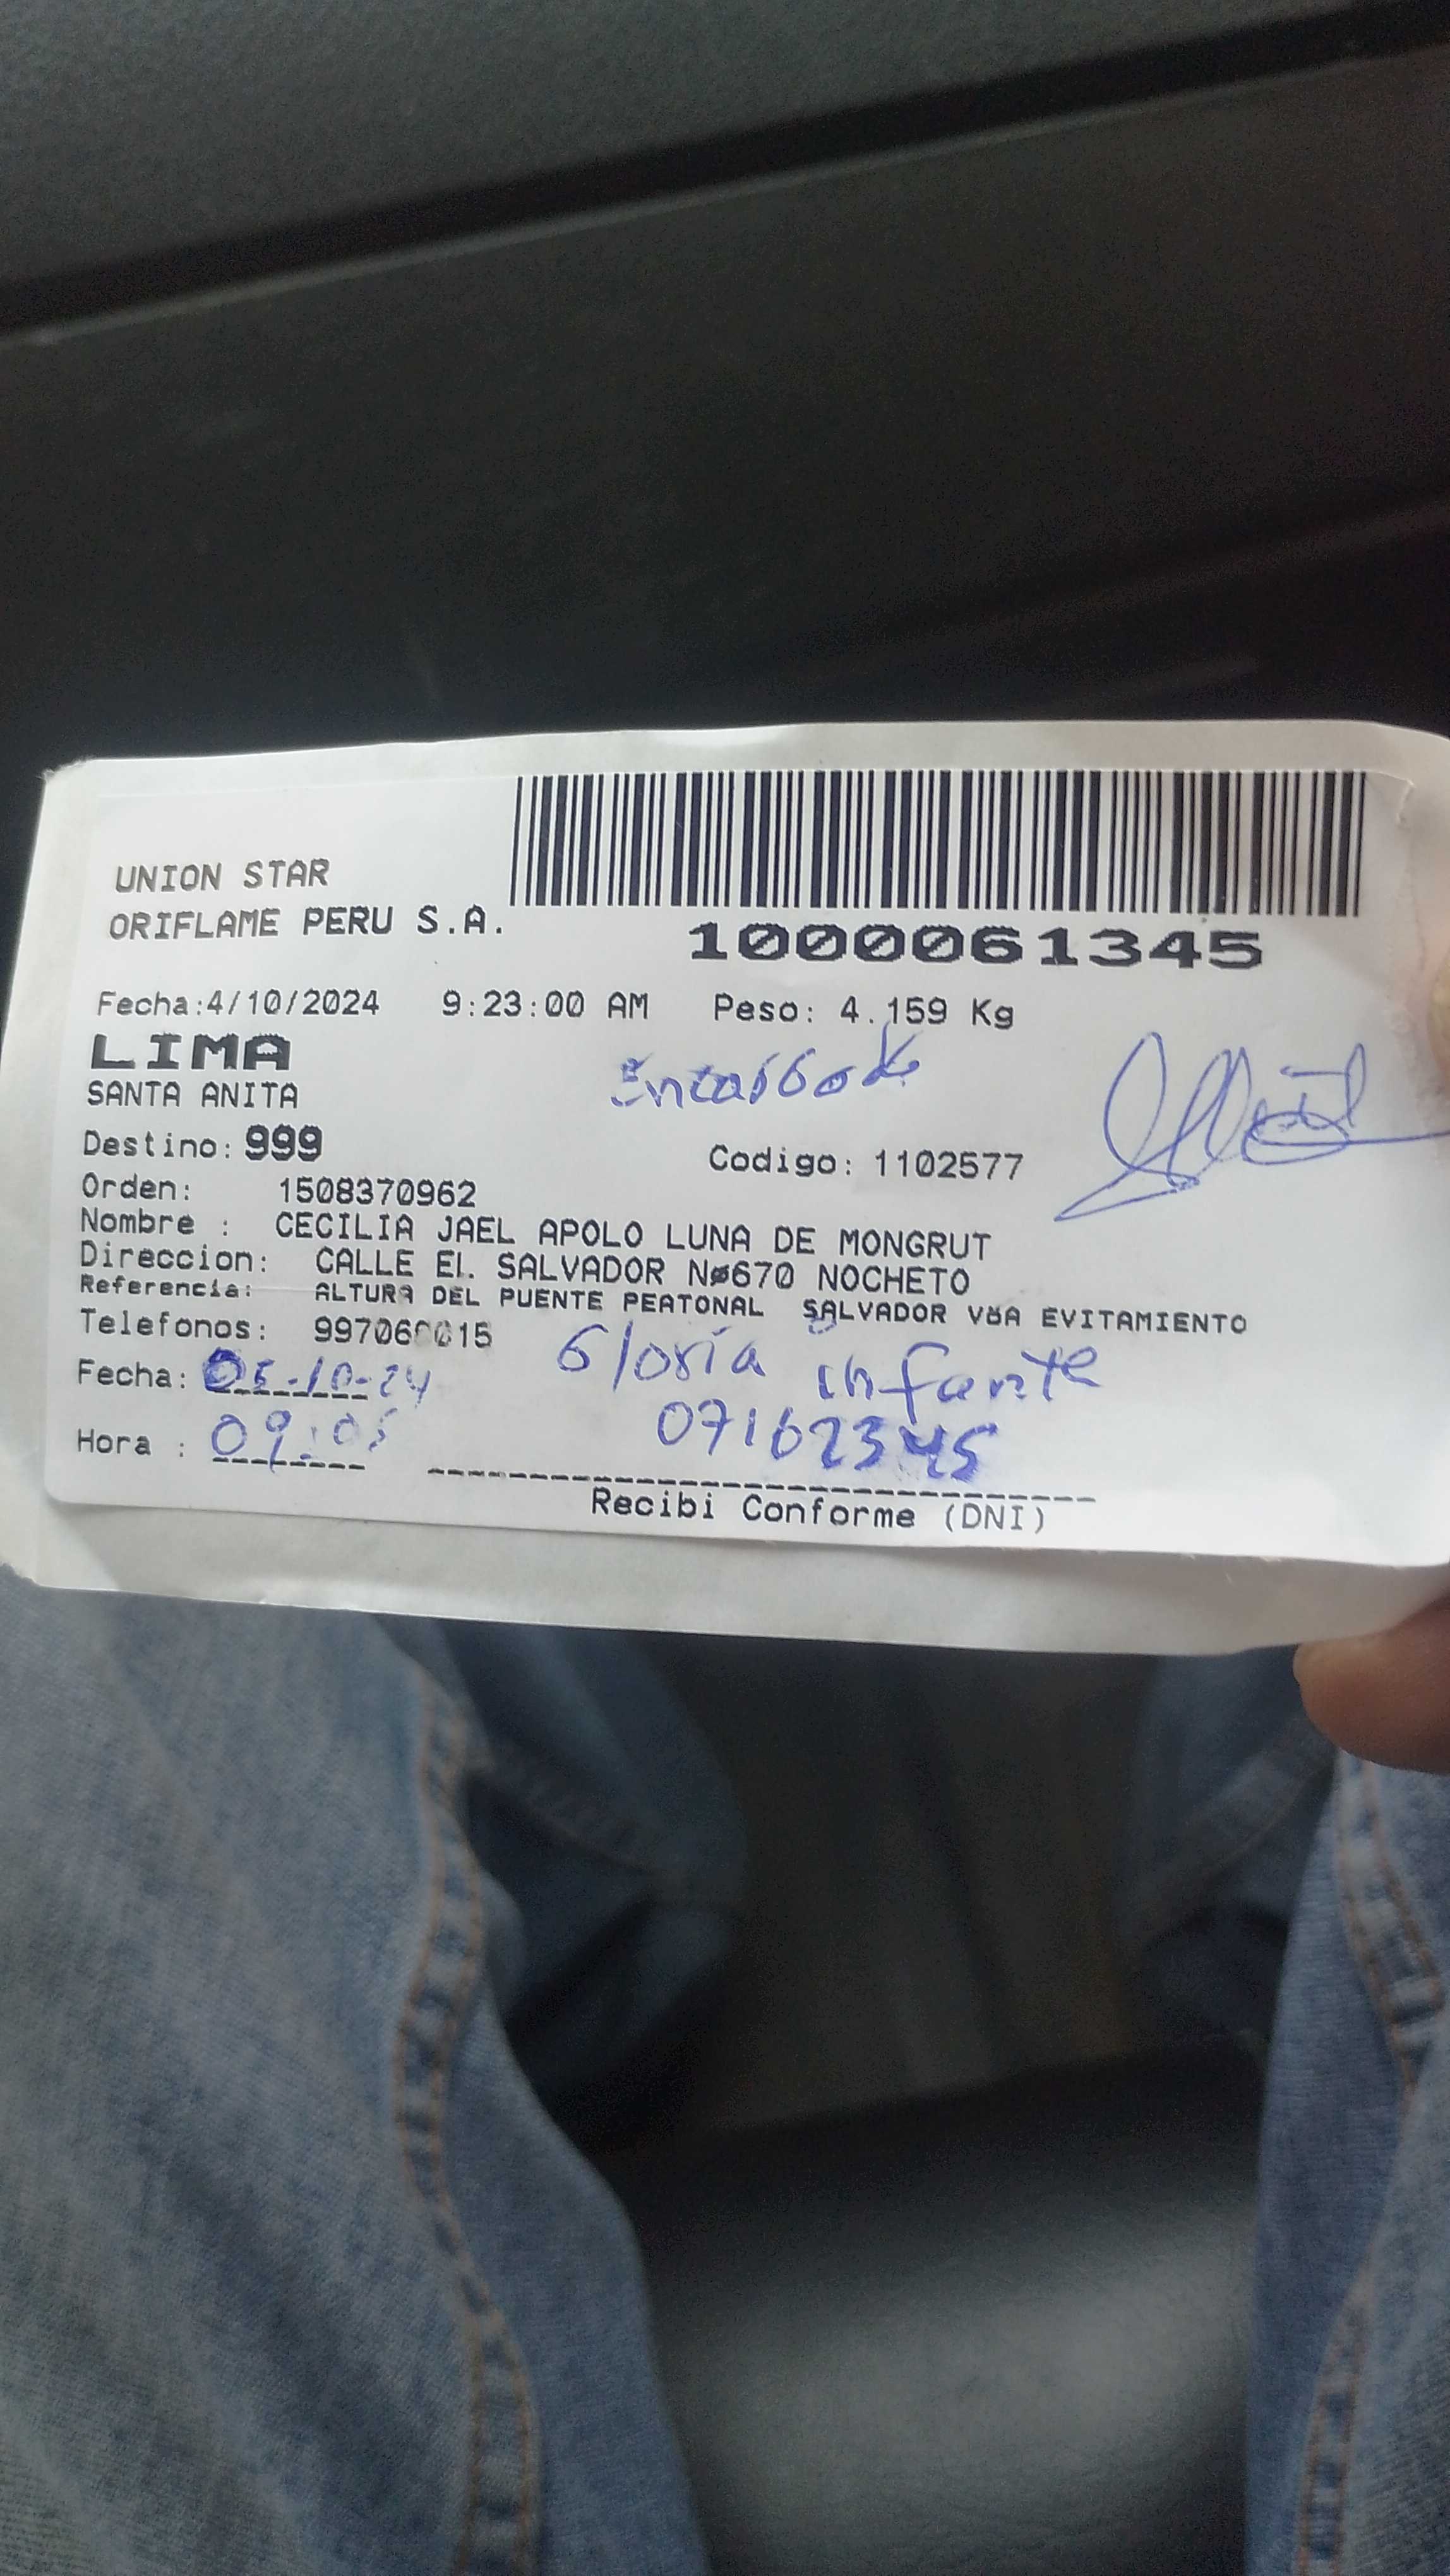 UNION STAR
ORIFLAME PERU S.A.
1000061345
Fecha:4/10/2024 9:23:00 AM Peso: 4.159 Kg
LIMA
SANTA ANITA
Destino: 999
Codigo: 1102577
Orden: 1508370962
Nombre : CECILIA JAEL APOLO LUNA DE MONGRUT
Direccion: CALLE El. SALVADOR Nø670 NOCHETO
Referencia: ALTURA DEL PUENTE PEATONAL SALVADOR
EVITAMIENTO
Telefonos:
Gloria infante
Fecha: 05-10-24
07162345
Hora : 09:05
Recibi Conforme (DNI)